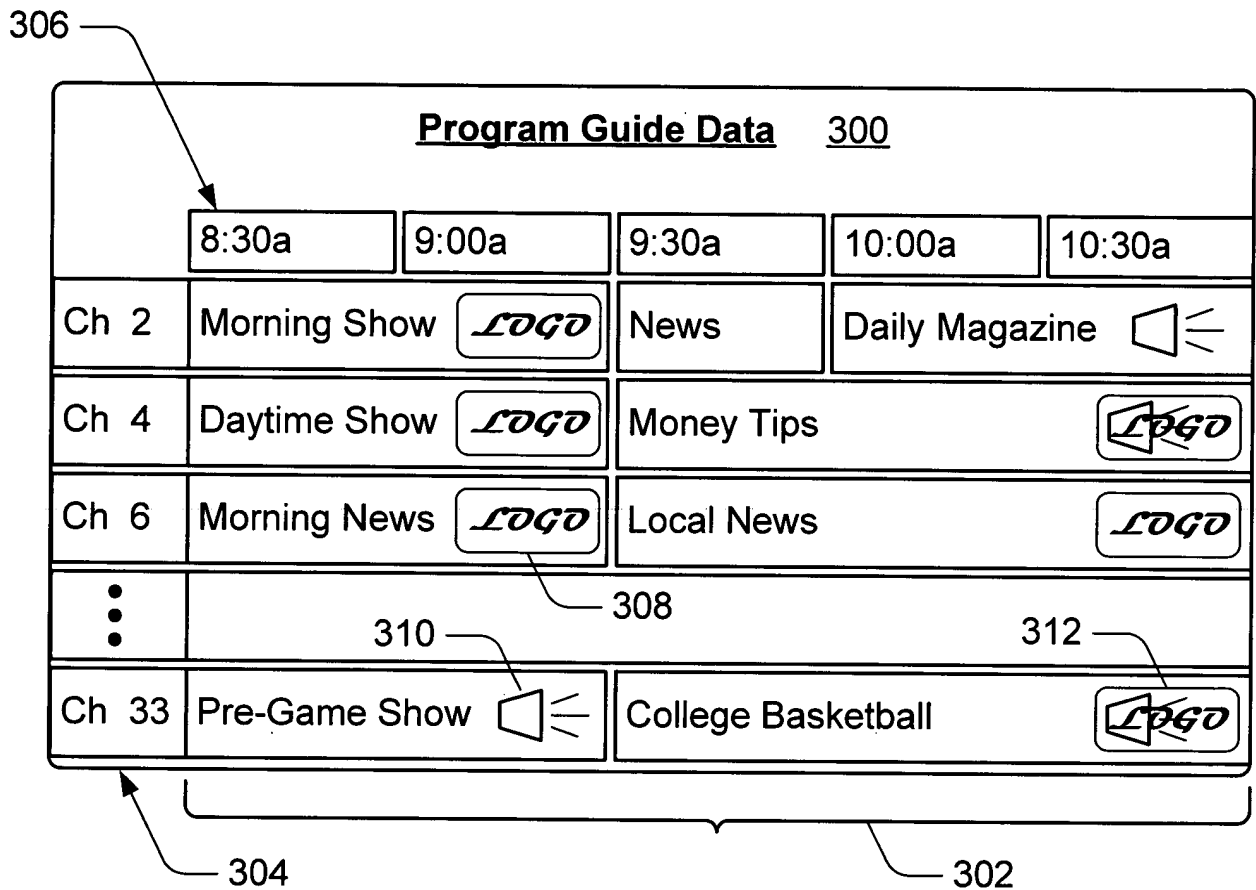 306
Program Guide Data 300
8:30a 9:00a 9:30a 10:00a 10:30a
Ch 2 Morning Show LOGO News Daily Magazine
Ch 4 Daytime Show LOGO Money Tips LOGO
Ch 6 Morning News LOGO Local News LOGO
308
310 312
Ch 33 Pre-Game Show College Basketball LOGO
304 302